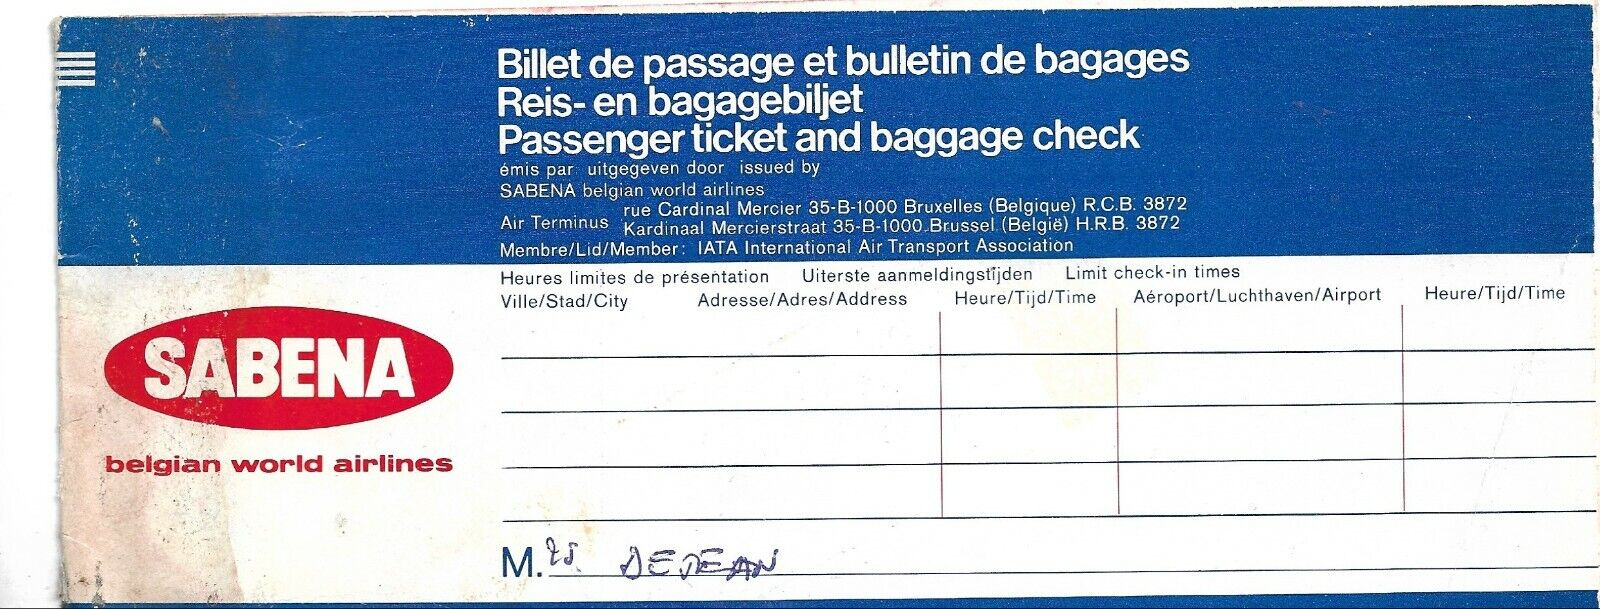 Billet de passage et bulletin de bagages
Reis- en bagagebiljet
Passenger ticket and baggage check
émis par uitgegeven door issued by
SABENA belgian world airlines
Air Terminus rue Cardinal Mercier 35-B-1000 Bruxelles (Belgique) R.C.B. 3872
Kardinaal Mercierstraat 35-B-1000 Brussel (België) H.R.B. 3872
Membre/Lid/Member: IATA International Air Transport Association
Heures limites de présentation Uiterste aanmeldingstijden Limit check-in times
Ville/Stad/City Adresse/Adres/Address Heure/Tijd/Time Aéroport/Luchthaven/Airport Heure/Tijd/Time
SABENA
belgian world airlines
M. DEJEAN